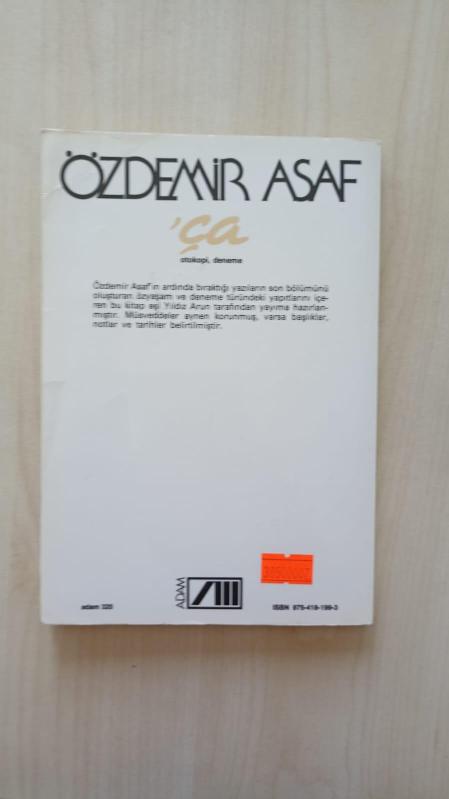 ÖZDEMİR ASAF
'ça
otokopi, deneme
Özdemir Asaf'ın ardında bıraktığı yazıların son bölümünü
oluşturan özyaşam ve deneme türündeki yapıtlarını içe-
ren bu kitap eşi Yıldız Arun tarafından yayıma hazırlan-
mıştır. Müsveddeler aynen korunmuş, varsa başlıklar,
notlar ve tarihler belirtilmiştir.
adam 320
ADAM
ISBN 975-418-199-3